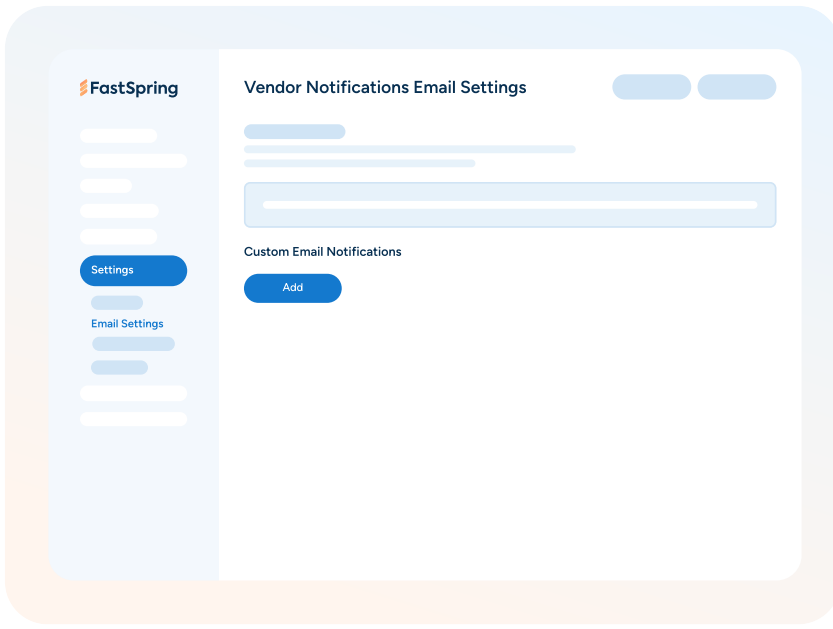 FastSpring
Vendor Notifications Email Settings
Custom Email Notifications
Settings
Add
Email Settings